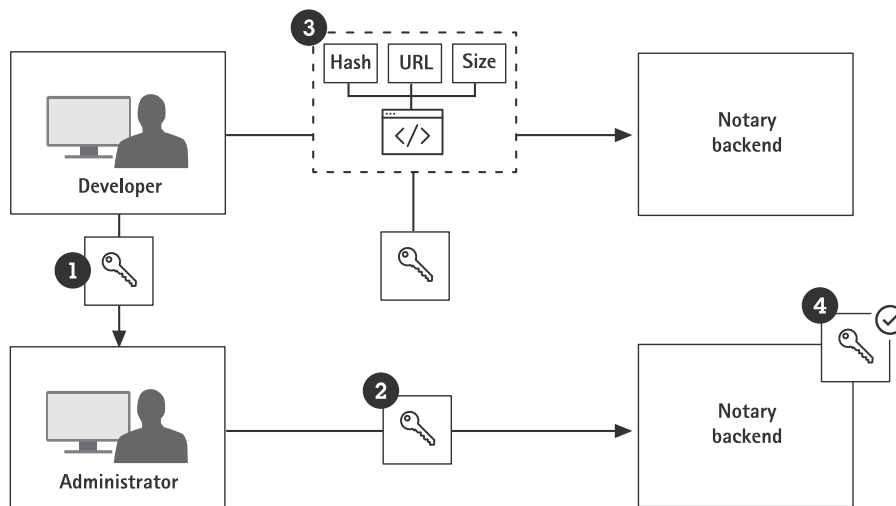 3
Hash
URL
Size
</>
Developer
Notary
backend
1
4
2
Administrator
Notary
backend